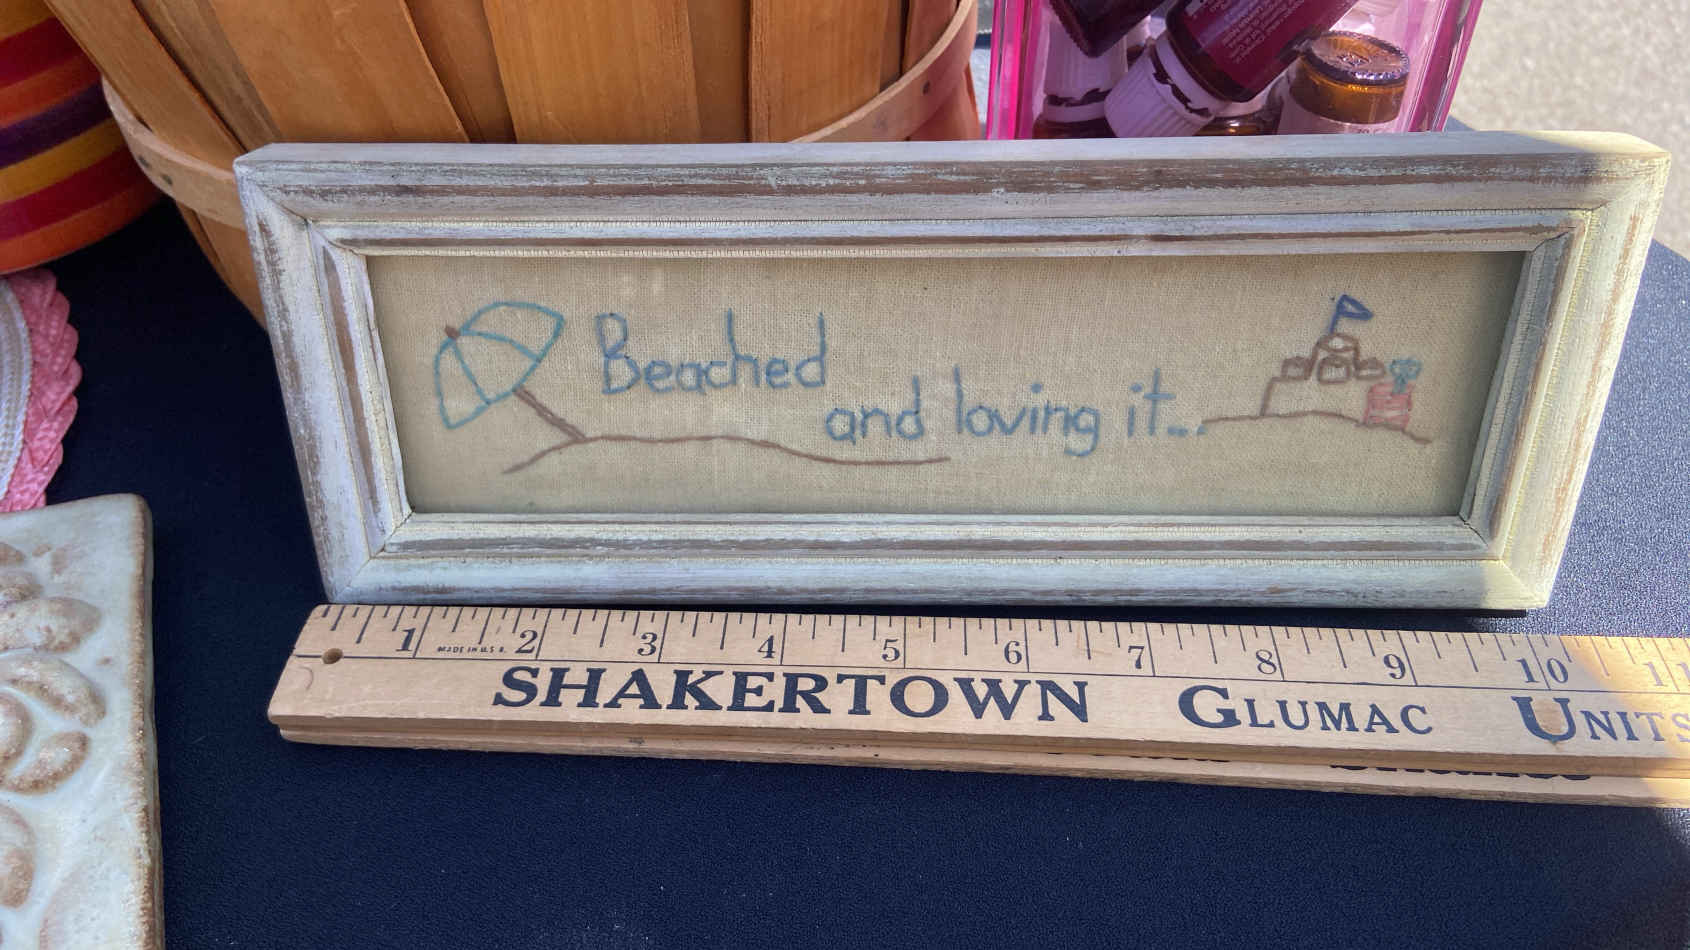 Beached
and loving it...
1 2 3 4 5 6 7 8 9 10 11
MADE IN U.S.A.
SHAKERTOWN GLUMAC UNITS